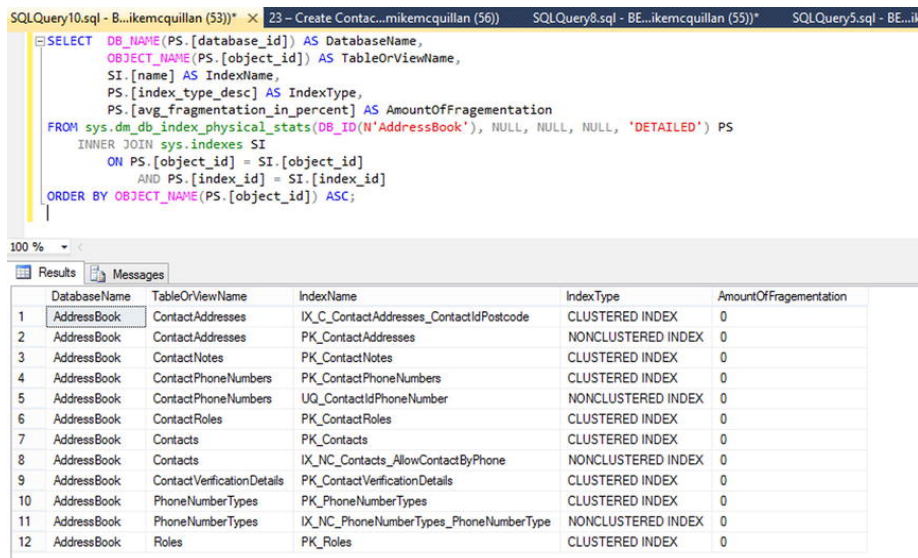 SQLQuery10.sql - B...ikemcquillan (53))* × 23 – Create Contac...mikemcquillan (56)) SQLQuery8.sql - BE...ikemcquillan (55))* SQLQuery5.sql - BE...ik
SELECT DB_NAME(PS.[database_id]) AS DatabaseName,
OBJECT_NAME(PS.[object_id]) AS TableOrViewName,
SI.[name] AS IndexName,
PS.[index_type_desc] AS IndexType,
PS.[avg_fragmentation_in_percent] AS AmountOfFragementation
FROM sys.dm_db_index_physical_stats(DB_ID(N'AddressBook'), NULL, NULL, NULL, 'DETAILED') PS
INNER JOIN sys.indexes SI
ON PS.[object_id] = SI.[object_id]
AND PS.[index_id] = SI.[index_id]
ORDER BY OBJECT_NAME(PS.[object_id]) ASC;
100 %
Results Messages
DatabaseName TableOrViewName IndexName IndexType AmountOfFragementation
1 AddressBook ContactAddresses IX_C_ContactAddresses_ContactIdPostcode CLUSTERED INDEX 0
2 AddressBook ContactAddresses PK_ContactAddresses NONCLUSTERED INDEX 0
3 AddressBook ContactNotes PK_ContactNotes CLUSTERED INDEX 0
4 AddressBook ContactPhoneNumbers PK_ContactPhoneNumbers CLUSTERED INDEX 0
5 AddressBook ContactPhoneNumbers UQ_ContactIdPhoneNumber NONCLUSTERED INDEX 0
6 AddressBook ContactRoles PK_ContactRoles CLUSTERED INDEX 0
7 AddressBook Contacts PK_Contacts CLUSTERED INDEX 0
8 AddressBook Contacts IX_NC_Contacts_AllowContactByPhone NONCLUSTERED INDEX 0
9 AddressBook ContactVerificationDetails PK_ContactVerificationDetails CLUSTERED INDEX 0
10 AddressBook PhoneNumberTypes PK_PhoneNumberTypes CLUSTERED INDEX 0
11 AddressBook PhoneNumberTypes IX_NC_PhoneNumberTypes_PhoneNumberType NONCLUSTERED INDEX 0
12 AddressBook Roles PK_Roles CLUSTERED INDEX 0